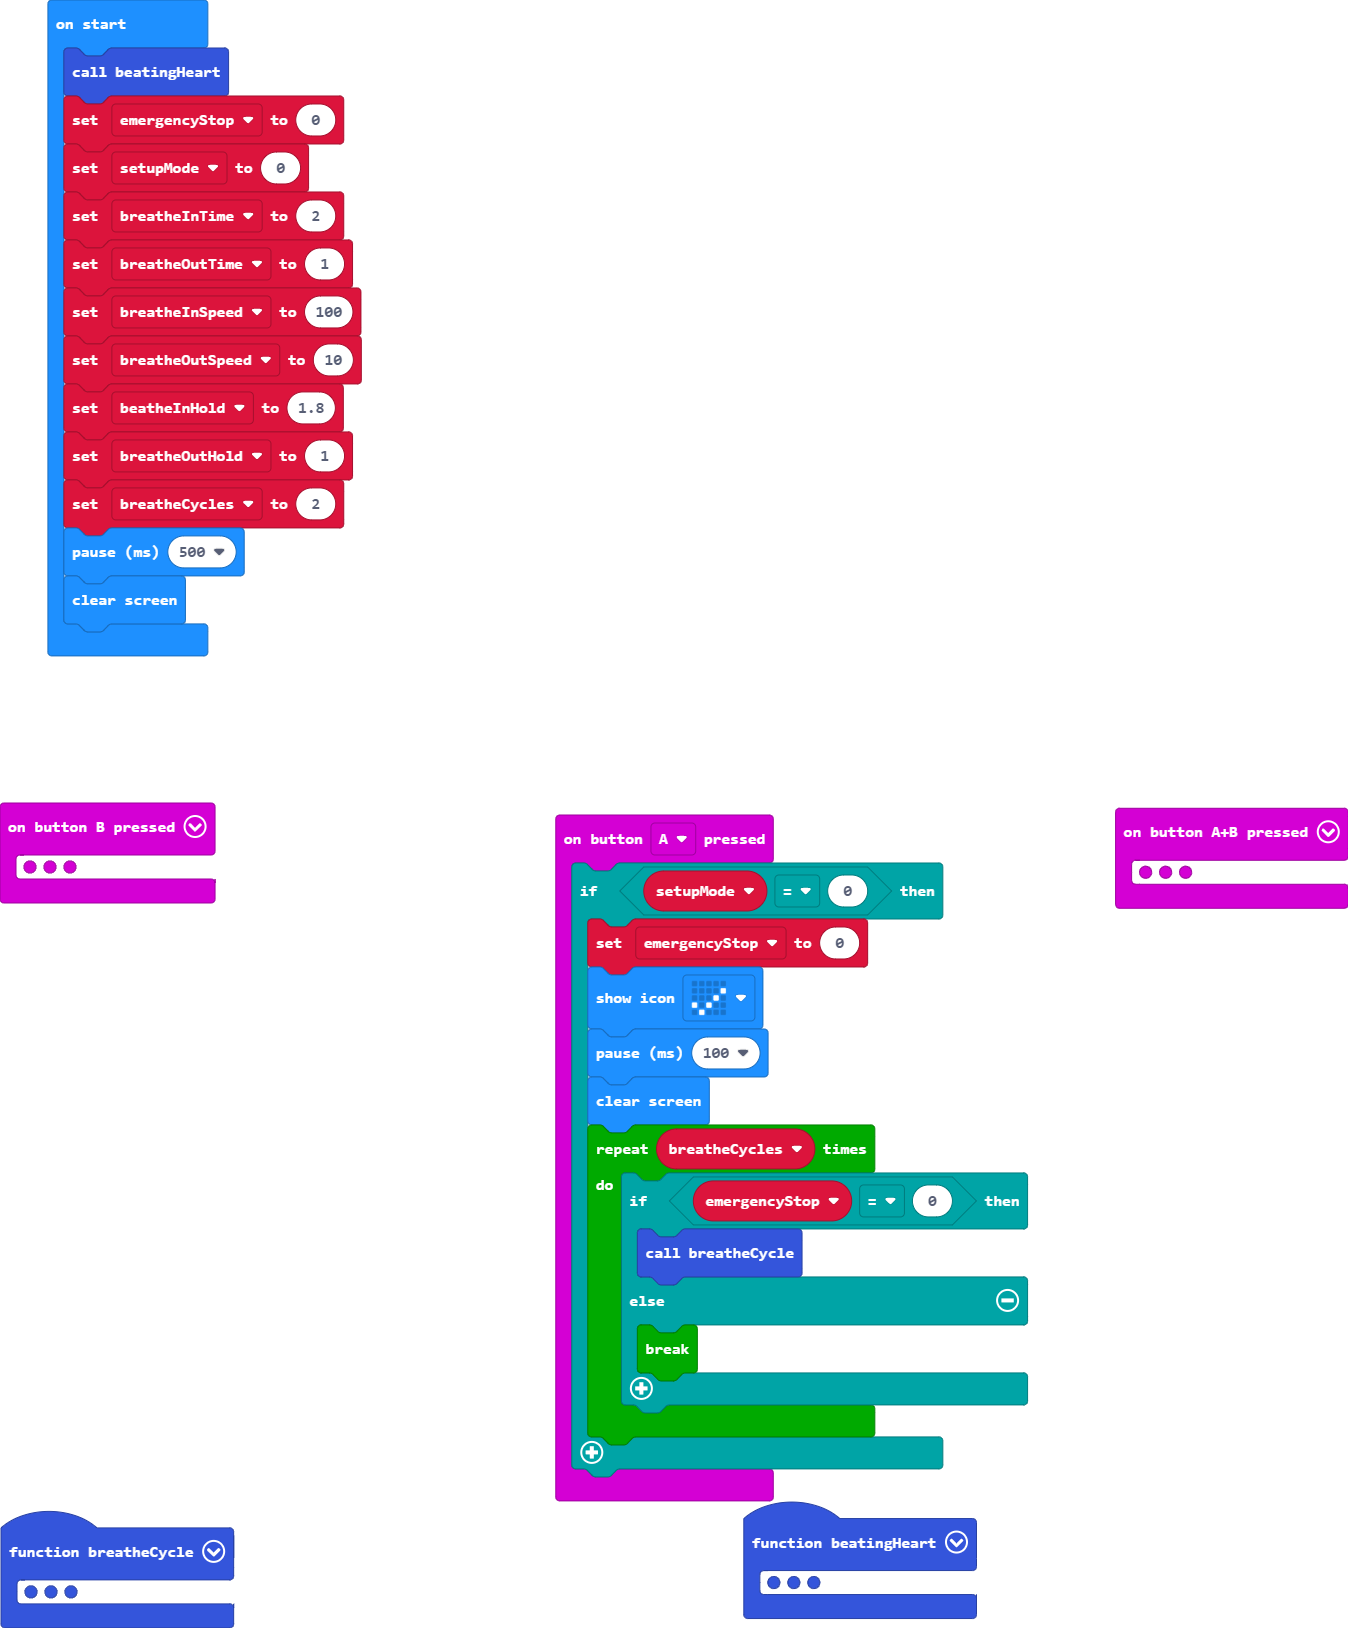 on start
call beatingHeart
set emergencyStop to 0
set setupMode to 0
set breatheInTime to 2
set breatheOutTime to 1
set breatheInSpeed to 100
set breatheOutSpeed to 10
set beatheInHold to 1.8
set breatheOutHold to 1
set breatheCycles to 2
pause (ms) 500
clear screen
on button B pressed
on button A pressed
if setupMode = 0 then
set emergencyStop to 0
show icon
pause (ms) 100
clear screen
repeat breatheCycles times
do if emergencyStop = 0 then
call breatheCycle
else
break
on button A+B pressed
function breatheCycle
function beatingHeart